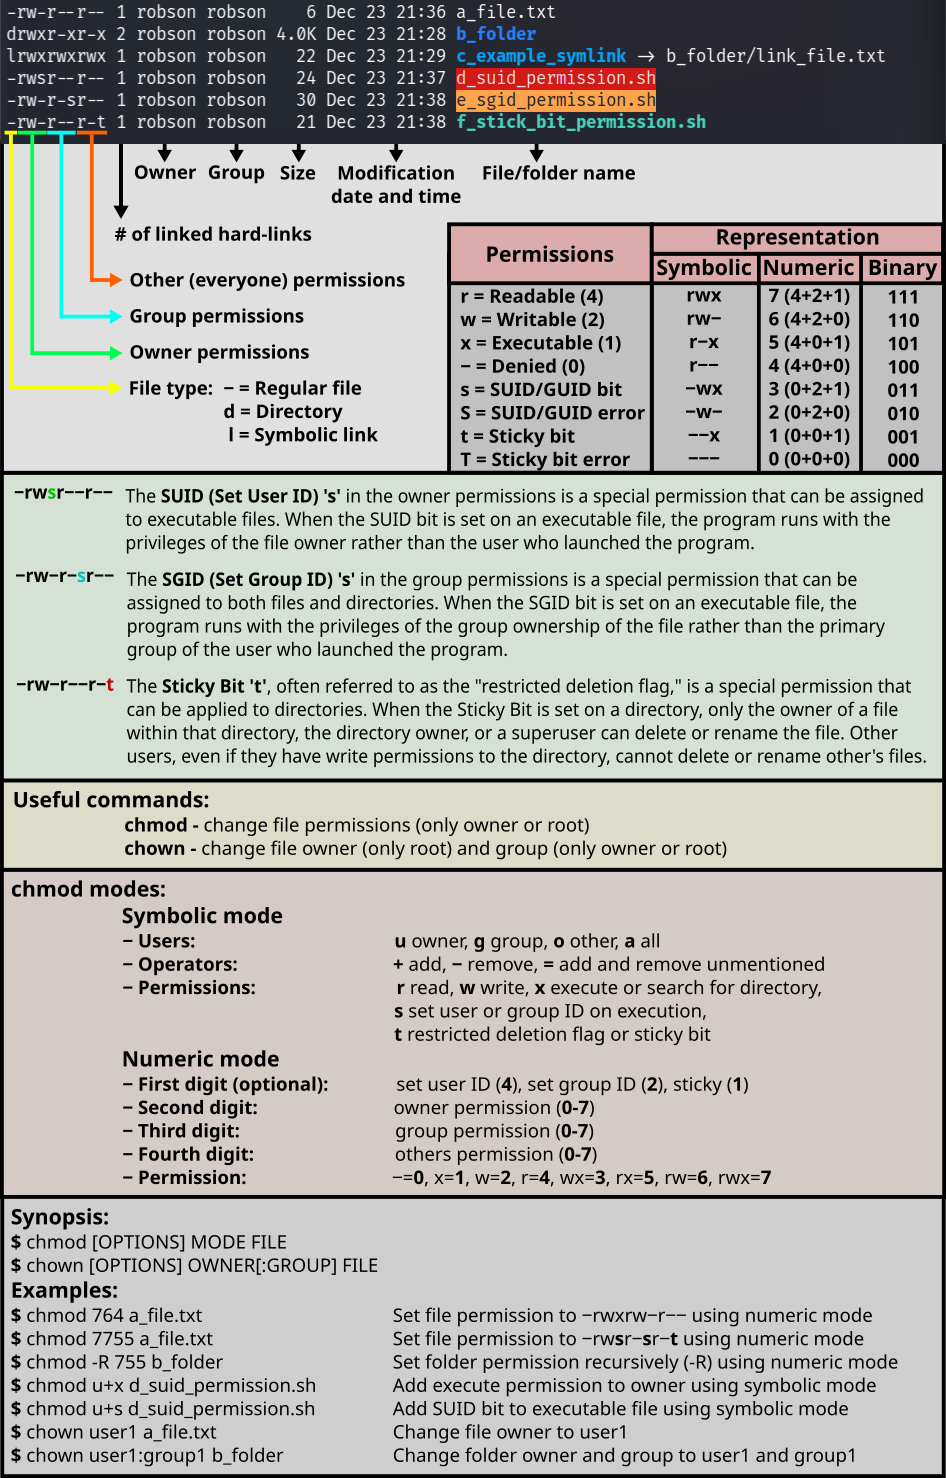 -rw-r--r-- 1 robson robson    6 Dec 23 21:36 a_file.txt
drwxr-xr-x 2 robson robson 4.0K Dec 23 21:28 b_folder
lrwxrwxrwx 1 robson robson   22 Dec 23 21:29 c_example_symlink → b_folder/link_file.txt
-rwsr--r-- 1 robson robson   24 Dec 23 21:37 d_suid_permission.sh
-rw-r-sr-- 1 robson robson   30 Dec 23 21:38 e_sgid_permission.sh
-rw-r--r-t 1 robson robson   21 Dec 23 21:38 f_stick_bit_permission.sh
Owner Group Size Modification date and time File/folder name
# of linked hard-links
Other (everyone) permissions
Group permissions
Owner permissions
File type: − = Regular file
d = Directory
l = Symbolic link
Permissions Representation
Symbolic Numeric Binary
r = Readable (4) rwx 7 (4+2+1) 111
w = Writable (2) rw− 6 (4+2+0) 110
x = Executable (1) r−x 5 (4+0+1) 101
− = Denied (0) r−− 4 (4+0+0) 100
s = SUID/GUID bit −wx 3 (0+2+1) 011
S = SUID/GUID error −w− 2 (0+2+0) 010
t = Sticky bit −−x 1 (0+0+1) 001
T = Sticky bit error −−− 0 (0+0+0) 000
−rwsr−−r−− The SUID (Set User ID) 's' in the owner permissions is a special permission that can be assigned
to executable files. When the SUID bit is set on an executable file, the program runs with the
privileges of the file owner rather than the user who launched the program.
−rw−r−sr−− The SGID (Set Group ID) 's' in the group permissions is a special permission that can be
assigned to both files and directories. When the SGID bit is set on an executable file, the
program runs with the privileges of the group ownership of the file rather than the primary
group of the user who launched the program.
−rw−r−−r−t The Sticky Bit 't', often referred to as the "restricted deletion flag," is a special permission that
can be applied to directories. When the Sticky Bit is set on a directory, only the owner of a file
within that directory, the directory owner, or a superuser can delete or rename the file. Other
users, even if they have write permissions to the directory, cannot delete or rename other's files.
Useful commands:
chmod - change file permissions (only owner or root)
chown - change file owner (only root) and group (only owner or root)
chmod modes:
Symbolic mode
− Users: u owner, g group, o other, a all
− Operators: + add, − remove, = add and remove unmentioned
− Permissions: r read, w write, x execute or search for directory,
s set user or group ID on execution,
t restricted deletion flag or sticky bit
Numeric mode
− First digit (optional): set user ID (4), set group ID (2), sticky (1)
− Second digit: owner permission (0-7)
− Third digit: group permission (0-7)
− Fourth digit: others permission (0-7)
− Permission: −=0, x=1, w=2, r=4, wx=3, rx=5, rw=6, rwx=7
Synopsis:
$ chmod [OPTIONS] MODE FILE
$ chown [OPTIONS] OWNER[:GROUP] FILE
Examples:
$ chmod 764 a_file.txt Set file permission to −rwxrw−r−− using numeric mode
$ chmod 7755 a_file.txt Set file permission to −rwsr−sr−t using numeric mode
$ chmod -R 755 b_folder Set folder permission recursively (-R) using numeric mode
$ chmod u+x d_suid_permission.sh Add execute permission to owner using symbolic mode
$ chmod u+s d_suid_permission.sh Add SUID bit to executable file using symbolic mode
$ chown user1 a_file.txt Change file owner to user1
$ chown user1:group1 b_folder Change folder owner and group to user1 and group1